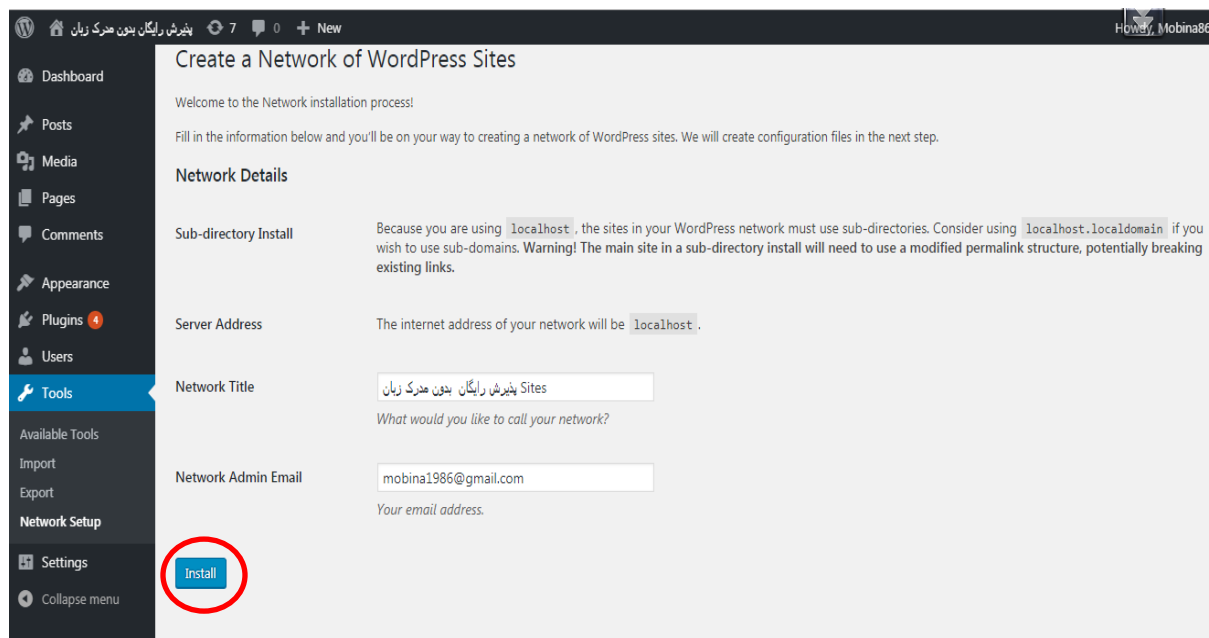 پذیرش رایگان بدون مدرک زبان 7 0 + New
Howdy, Mobina86
Dashboard
Posts
Media
Pages
Comments
Appearance
Plugins 4
Users
Tools
Available Tools
Import
Export
Network Setup
Settings
Collapse menu
Create a Network of WordPress Sites
Welcome to the Network installation process!
Fill in the information below and you'll be on your way to creating a network of WordPress sites. We will create configuration files in the next step.
Network Details
Sub-directory Install
Because you are using localhost , the sites in your WordPress network must use sub-directories. Consider using localhost.localdomain if you
wish to use sub-domains. Warning! The main site in a sub-directory install will need to use a modified permalink structure, potentially breaking
existing links.
Server Address
The internet address of your network will be localhost .
Network Title
پذیرش رایگان بدون مدرک زبان Sites
What would you like to call your network?
Network Admin Email
mobina1986@gmail.com
Your email address.
Install